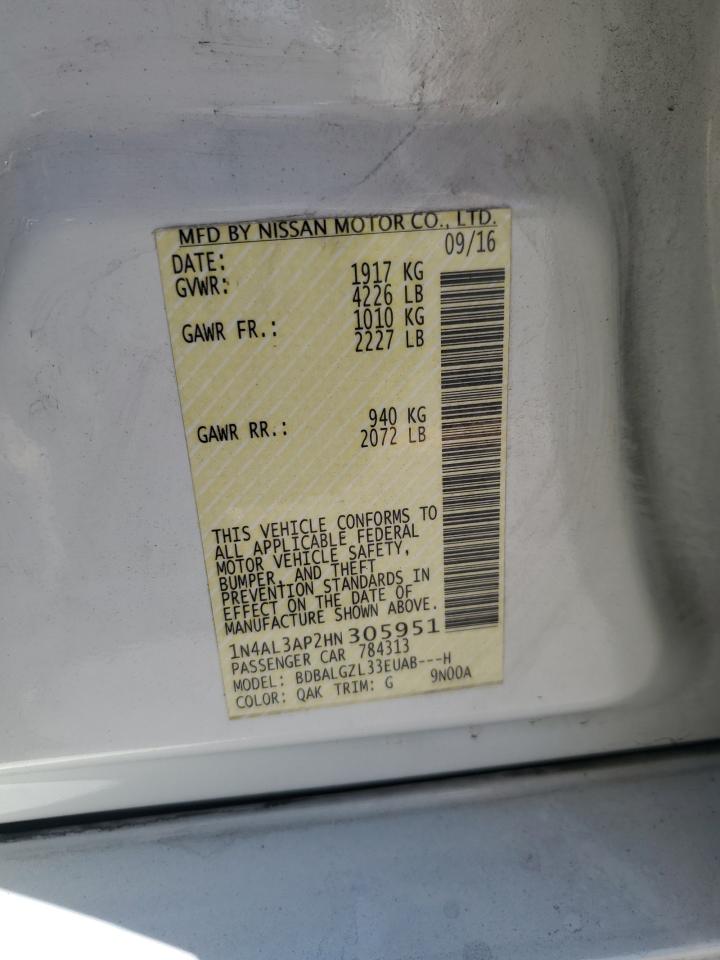 MFD BY NISSAN MOTOR CO., LTD.
DATE: 09/16
GVWR: 1917 KG
4226 LB
GAWR FR.: 1010 KG
2227 LB
GAWR RR.: 940 KG
2072 LB
THIS VEHICLE CONFORMS TO
ALL APPLICABLE FEDERAL
MOTOR VEHICLE SAFETY,
BUMPER, AND THEFT
PREVENTION STANDARDS IN
EFFECT ON THE DATE OF
MANUFACTURE SHOWN ABOVE.
1N4AL3AP2HN305951
PASSENGER CAR 784313
MODEL: BDBALGZL33EUAB---H
COLOR: QAK TRIM: G 9N00A